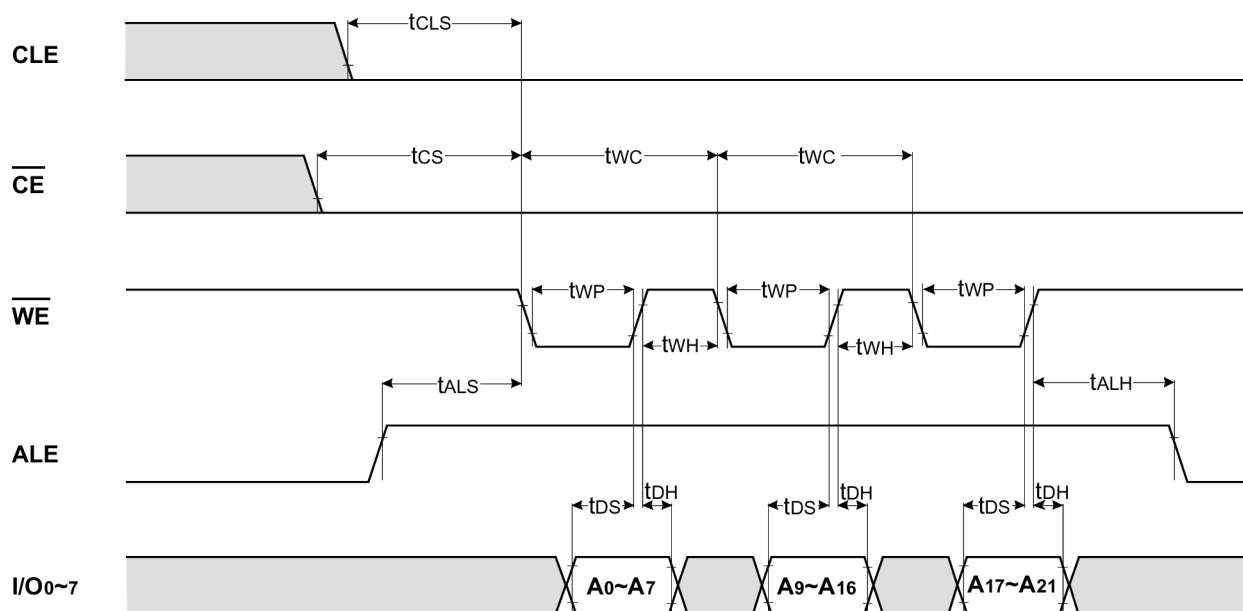 tCLS
CLE
tCS tWC tWC
CE
tWP tWP tWP
WE
tWH tWH
tALS tALH
ALE
tDS tDH tDS tDH tDS tDH
I/O0~7 A0~A7 A9~A16 A17~A21